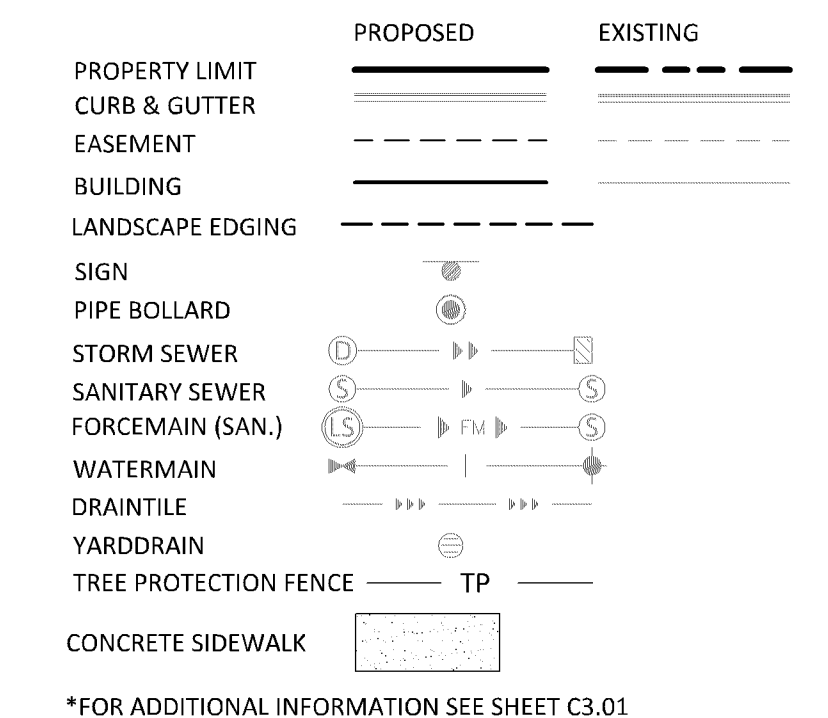 PROPOSED EXISTING
PROPERTY LIMIT
CURB & GUTTER
EASEMENT
BUILDING
LANDSCAPE EDGING
SIGN
PIPE BOLLARD
STORM SEWER D
SANITARY SEWER S S
FORCEMAIN (SAN.) LS FM S
WATERMAIN
DRAINTILE
YARDDRAIN
TREE PROTECTION FENCE TP
CONCRETE SIDEWALK
*FOR ADDITIONAL INFORMATION SEE SHEET C3.01